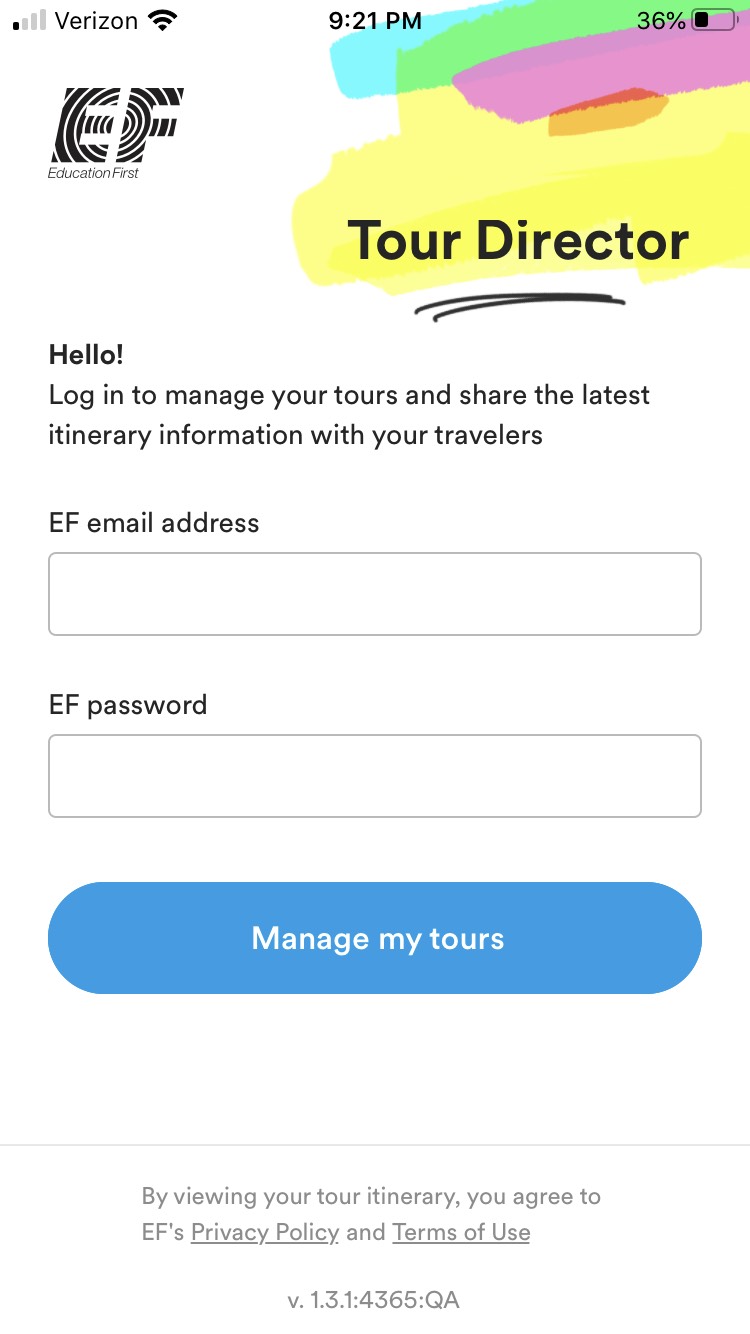 Verizon 9:21 PM 36%
EF
Education First
Tour Director
Hello!
Log in to manage your tours and share the latest
itinerary information with your travelers
EF email address
EF password
Manage my tours
By viewing your tour itinerary, you agree to
EF's Privacy Policy and Terms of Use
v. 1.3.1:4365:QA